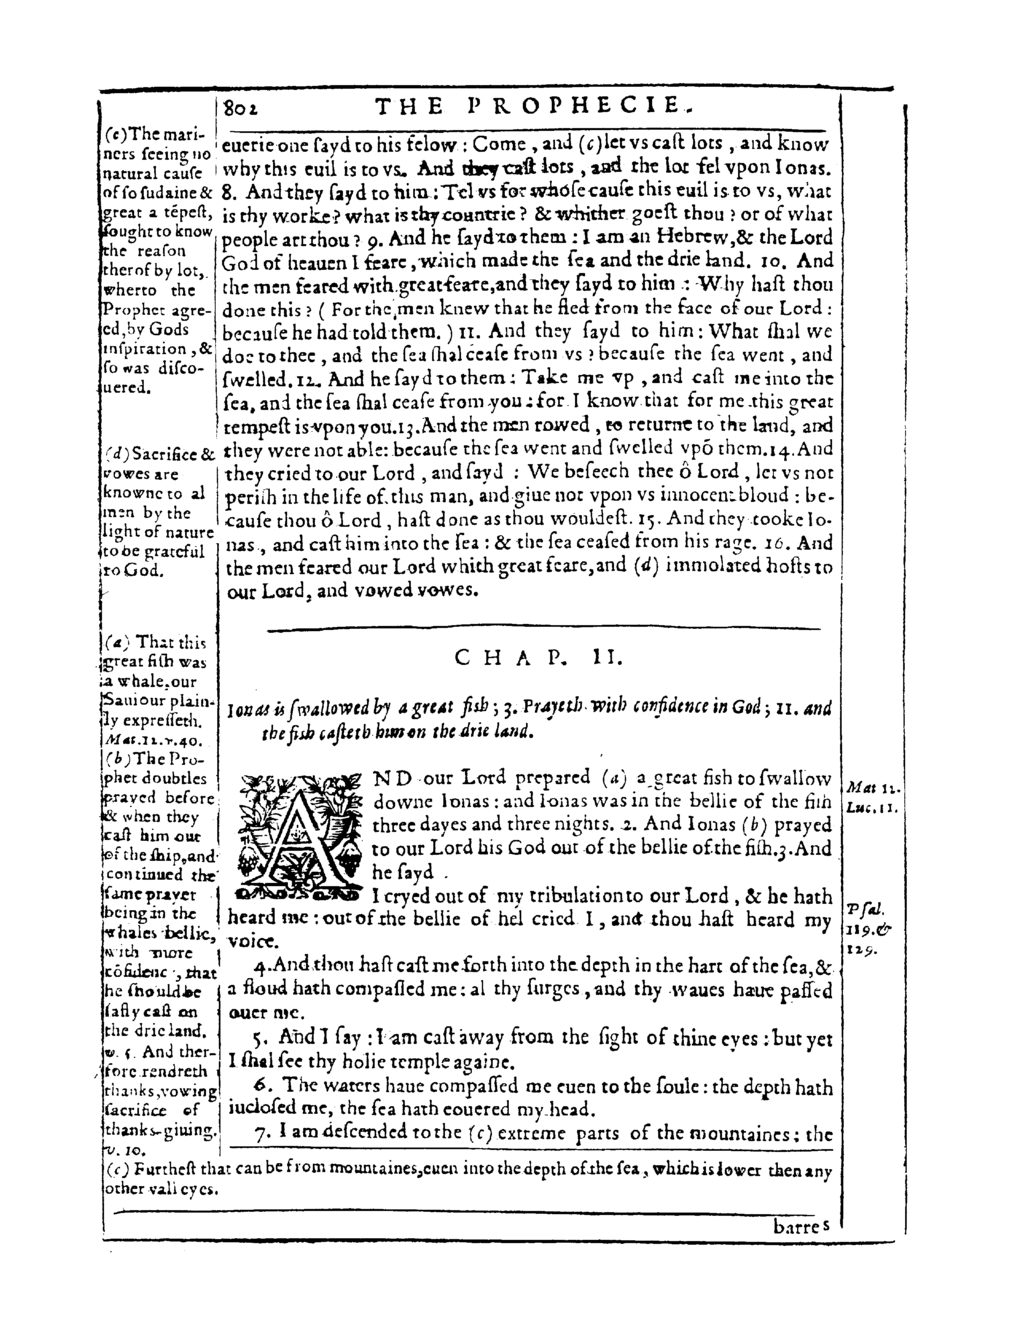 802 THE PROPHECIE.
(c) The mari-
ners seeing no
natural cause
of so sudaine &
great a tépest,
sought to know
the reason
therof by lot,
wherto the
Prophet agre-
ed, by Gods
inspiration, &
so was disco-
uered.
(d) Sacrifice &
vowes are
knowne to al
men by the
light of nature
to be grateful
to God.
euerie one sayd to his felow : Come , and (c) let vs cast lots , and know
why this euil is to vs. And they cast lots , and the lot fel vpon Ionas.
8. And they sayd to him : Tel vs for whose cause this euil is to vs, what
is thy worke? what is thy countrie? & whither goest thou ? or of what
people art thou? 9. And he sayd to them : I am an Hebrew, & the Lord
God of heauen I feare , which made the sea and the drie land. 10. And
the men feared with great feare, and they sayd to him : Why hast thou
done this ? ( For the men knew that he fled from the face of our Lord :
because he had told them. ) 11. And they sayd to him : What shal we
doe to thee , and the sea shal cease from vs ? because the sea went , and
swelled. 12. And he sayd to them : Take me vp , and cast me into the
sea, and the sea shal cease from you : for I know that for me this great
tempest is vpon you. 13. And the men rowed , to returne to the land, and
they were not able: because the sea went and swelled vpō them. 14. And
they cried to our Lord , and sayd : We beseech thee ô Lord , let vs not
perish in the life of this man, and giue not vpon vs innocent bloud : be-
cause thou ô Lord , hast done as thou wouldest. 15. And they tooke Io-
nas , and cast him into the sea : & the sea ceased from his rage. 16. And
the men feared our Lord whith great feare, and (d) immolated hosts to
our Lord, and vowed vowes.
CHAP. II.
Ionas is swallowed by a great fish ; 3. Prayeth with confidence in God ; 11. and
the fish casteth him on the drie land.
(a) That this
great fish was
a whale, our
Sauiour plain-
ly expresseth.
Mat. 12. v. 40.
(b) The Pro-
phet doubtles
prayed before
& when they
cast him out
of the ship, and
continued the
same prayer
being in the
whales bellie,
with more
cōfidenc , that
he should be
safly cast on
the drie land.
v. 5. And ther-
fore rendreth
thanks, vowing
sacrifice of
thanks-giuing.
v. 10.
AND our Lord prepared (a) a great fish to swallow
downe Ionas : and Ionas was in the bellie of the fish
three dayes and three nights. 2. And Ionas (b) prayed
to our Lord his God out of the bellie of the fish. 3. And
he sayd .
I cryed out of my tribulation to our Lord , & he hath
heard me : out of the bellie of hel cried I , and thou hast heard my
voice.
4. And thou hast cast me forth into the depth in the hart of the sea, &
a floud hath compassed me : al thy surges , and thy waues haue passed
ouer me.
5. And I say : I am cast away from the sight of thine eyes : but yet
I shal see thy holie temple againe.
6. The waters haue compassed me euen to the soule : the depth hath
iuclosed me, the sea hath couered my head.
7. I am descended to the (c) extreme parts of the mountaines ; the
Mat 12.
Luc. 11.
Psal.
119. &
129.
(c) Furthest that can be from mountaines, euen into the depth of the sea , which is lower then any
other valleyes.
barres